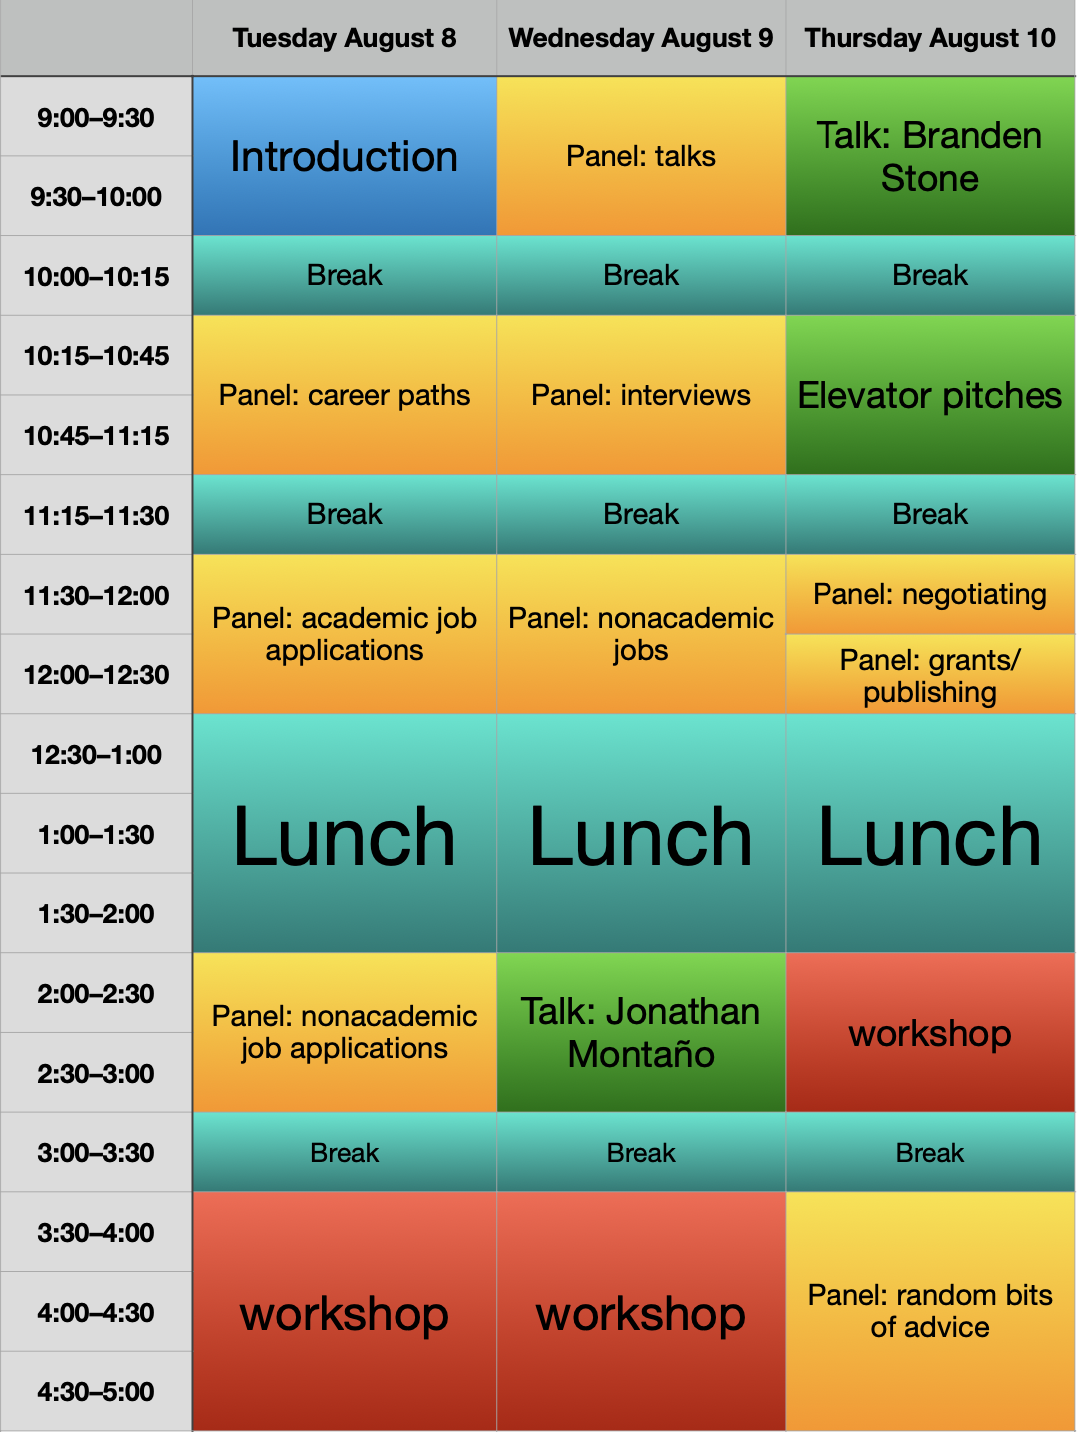 Tuesday August 8 Wednesday August 9 Thursday August 10
9:00–9:30
Introduction
Panel: talks
Talk: Branden
Stone
9:30–10:00
10:00–10:15 Break Break Break
10:15–10:45
Panel: career paths
Panel: interviews
Elevator pitches
10:45–11:15
11:15–11:30 Break Break Break
11:30–12:00
Panel: academic job
applications
Panel: nonacademic
jobs
Panel: negotiating
12:00–12:30
Panel: grants/
publishing
12:30–1:00
1:00–1:30 Lunch Lunch Lunch
1:30–2:00
2:00–2:30
Panel: nonacademic
job applications
Talk: Jonathan
Montaño
workshop
2:30–3:00
3:00–3:30 Break Break Break
3:30–4:00
4:00–4:30 workshop workshop
Panel: random bits
of advice
4:30–5:00